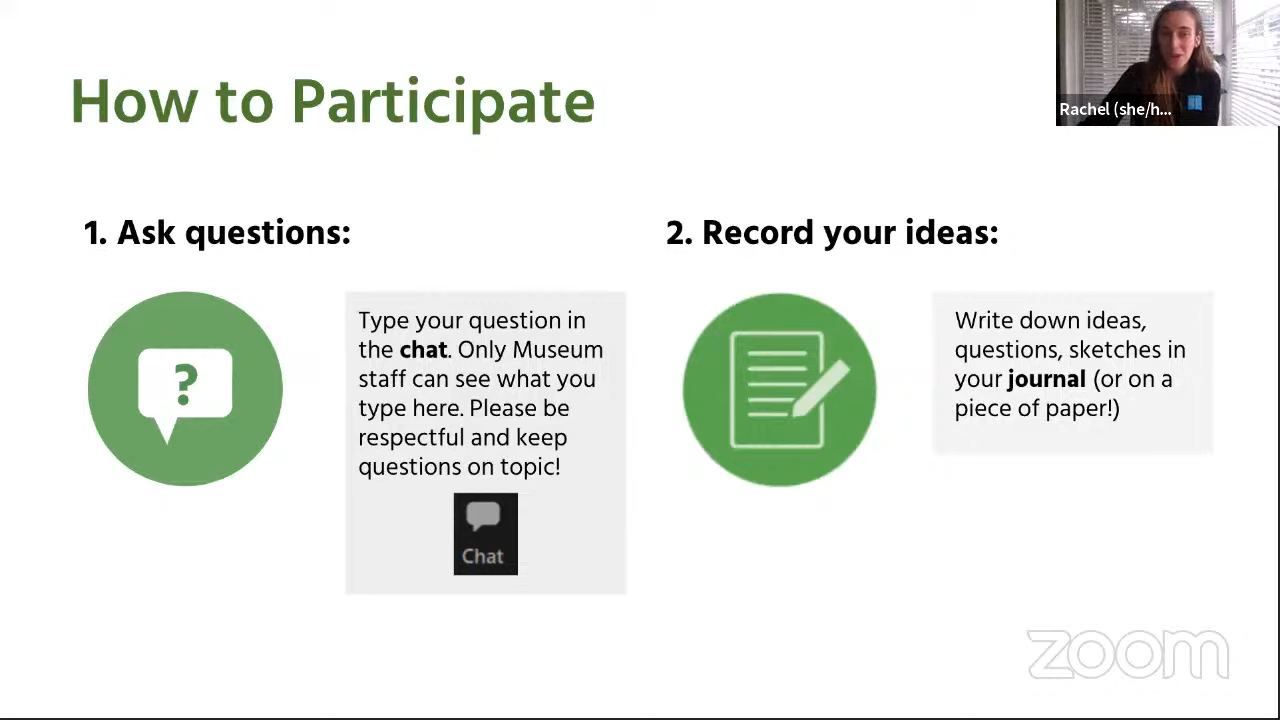 How to Participate
Rachel (she/h...
1. Ask questions:
?
Type your question in
the chat. Only Museum
staff can see what you
type here. Please be
respectful and keep
questions on topic!
Chat
2. Record your ideas:
Write down ideas,
questions, sketches in
your journal (or on a
piece of paper!)
zoom